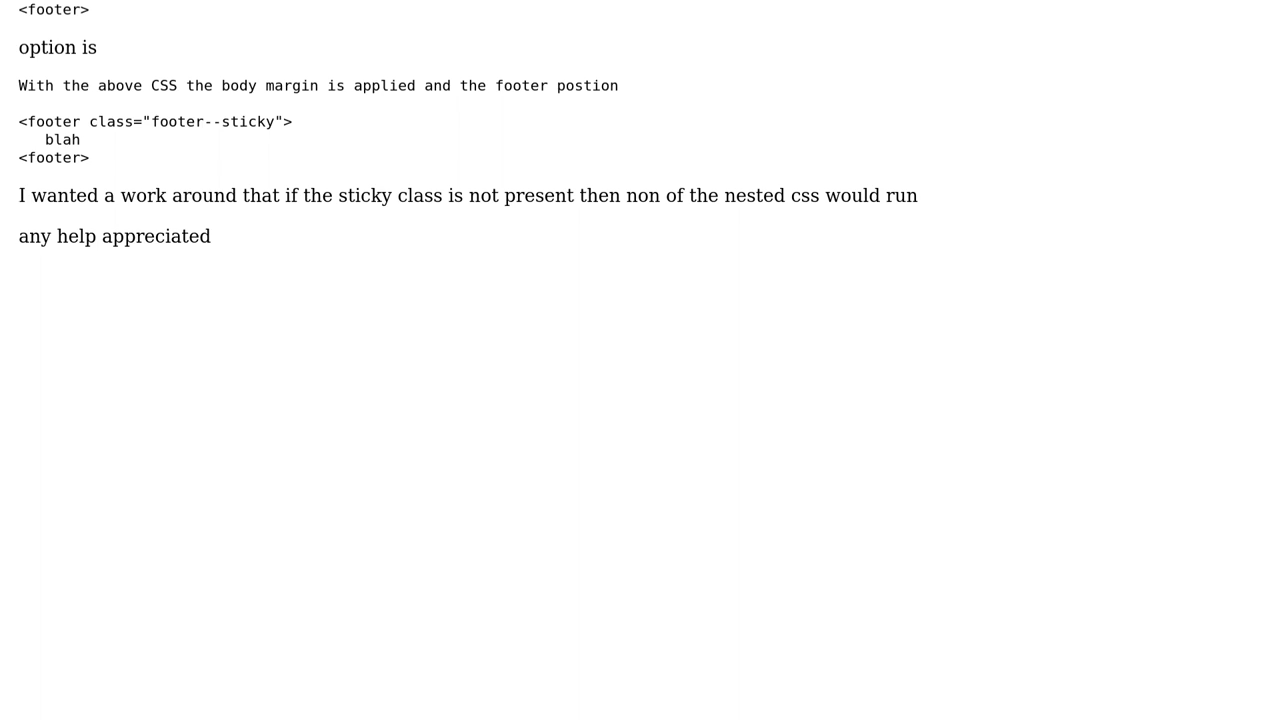 <footer>
option is
With the above CSS the body margin is applied and the footer postion
<footer class="footer--sticky">
blah
<footer>
I wanted a work around that if the sticky class is not present then non of the nested css would run
any help appreciated